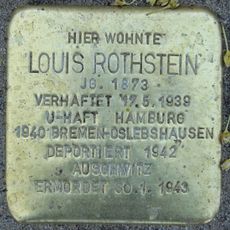 HIER WOHNTE
LOUIS ROTHSTEIN
JG. 1873
VERHAFTET 17.5.1939
U-HAFT HAMBURG
1940 BREMEN-OSLEBSHAUSEN
DEPORTIERT 1942
AUSCHWITZ
ERMORDET 30.1.1943